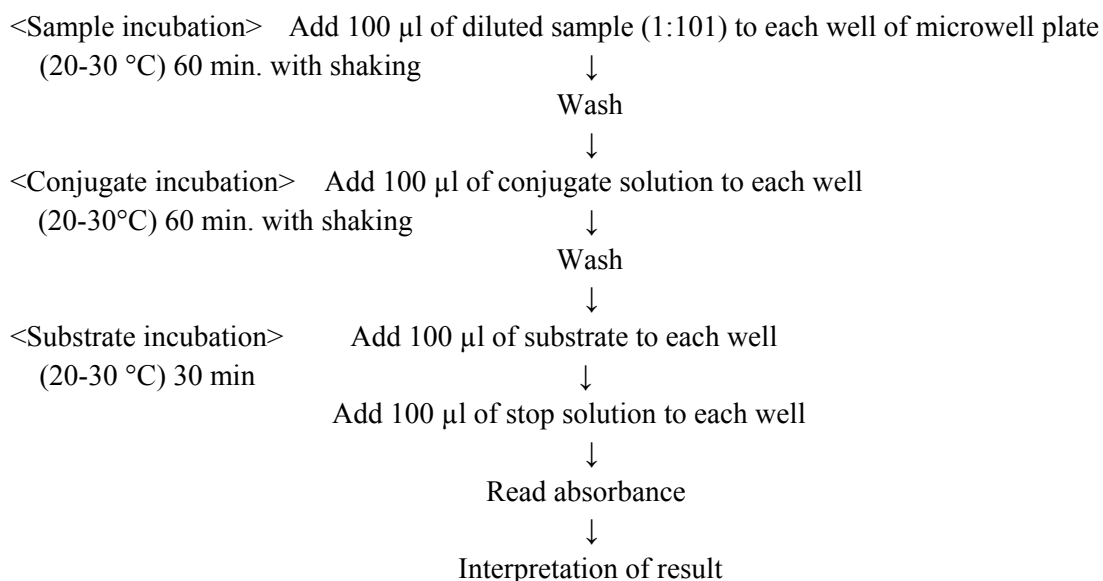 <Sample incubation> Add 100 µl of diluted sample (1:101) to each well of microwell plate
(20-30 °C) 60 min. with shaking ↓
Wash
↓
<Conjugate incubation> Add 100 µl of conjugate solution to each well
(20-30°C) 60 min. with shaking ↓
Wash
↓
<Substrate incubation> Add 100 µl of substrate to each well
(20-30 °C) 30 min ↓
Add 100 µl of stop solution to each well
↓
Read absorbance
↓
Interpretation of result